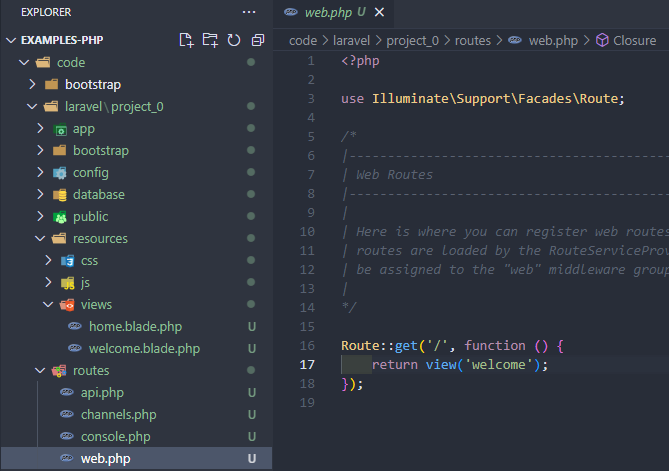 EXPLORER
EXAMPLES-PHP
code
bootstrap
laravel\project_0
app
bootstrap
config
database
public
resources
css
js
views
home.blade.php U
welcome.blade.php U
routes
api.php U
channels.php U
console.php U
web.php U
web.php U
code > laravel > project_0 > routes > web.php > Closure
1 <?php
2
3 use Illuminate\Support\Facades\Route;
4
5 /*
6 |---------------------------------------
7 | Web Routes
8 |---------------------------------------
9 |
10 | Here is where you can register web routes
11 | routes are loaded by the RouteServiceProv
12 | be assigned to the "web" middleware group
13 |
14 */
15
16 Route::get('/', function () {
17 return view('welcome');
18 });
19